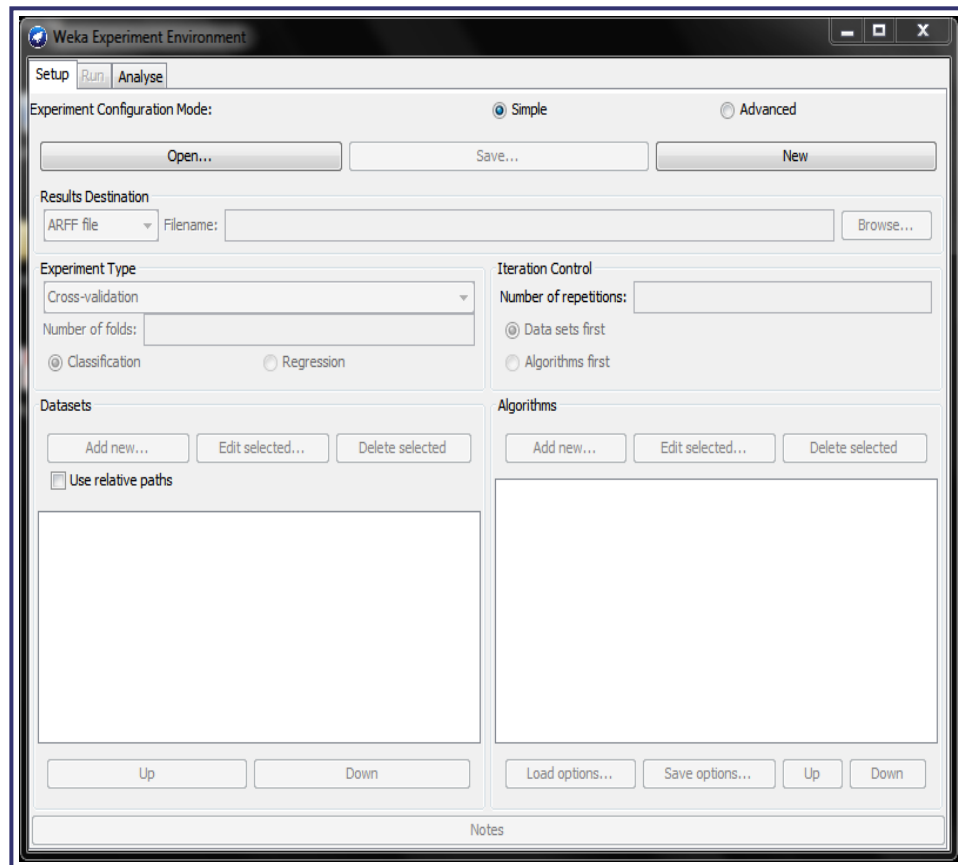 Weka Experiment Environment
Setup Run Analyse
Experiment Configuration Mode: Simple Advanced
Open... Save... New
Results Destination
ARFF file Filename: Browse...
Experiment Type
Cross-validation
Number of folds:
Classification Regression
Iteration Control
Number of repetitions:
Data sets first
Algorithms first
Datasets
Add new... Edit selected... Delete selected
Use relative paths
Up Down
Algorithms
Add new... Edit selected... Delete selected
Load options... Save options... Up Down
Notes